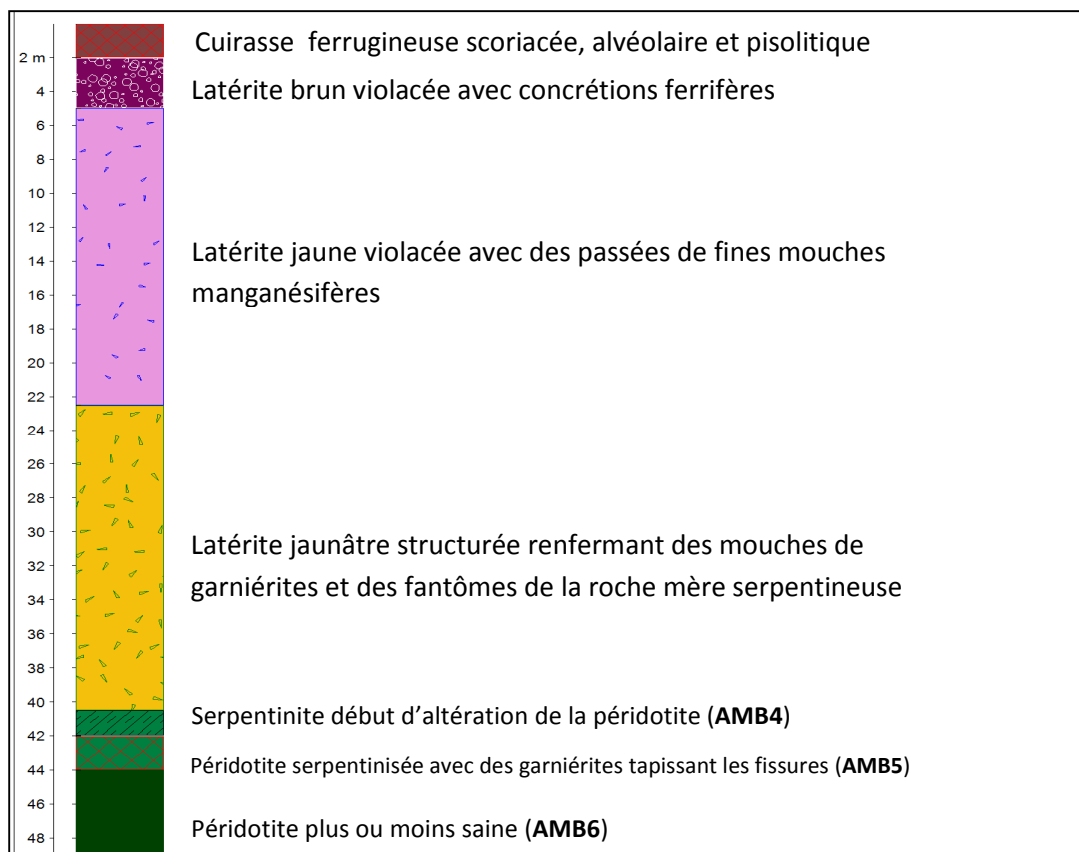 Cuirasse ferrugineuse scoriacée, alvéolaire et pisolitique
2 m
Latérite brun violacée avec concrétions ferrifères
4
6
8
10
12
Latérite jaune violacée avec des passées de fines mouches
14
manganésifères
16
18
20
22
24
26
28
30
Latérite jaunâtre structurée renfermant des mouches de
32
garniérites et des fantômes de la roche mère serpentineuse
34
36
38
40
Serpentinite début d’altération de la péridotite (AMB4)
42
Péridotite serpentinisée avec des garniérites tapissant les fissures (AMB5)
44
46
Péridotite plus ou moins saine (AMB6)
48